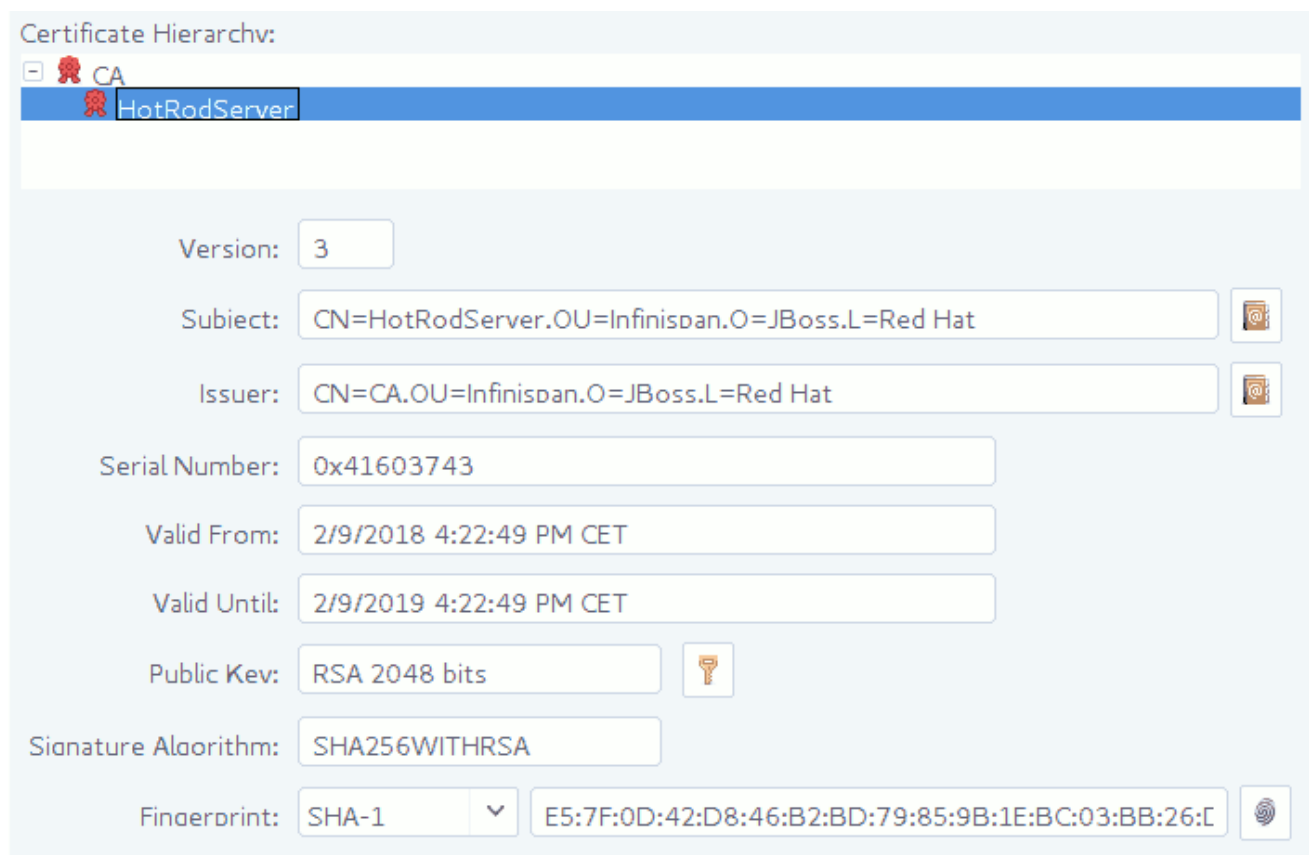 Certificate Hierarchy:
CA
HotRodServer
Version: 3
Subject: CN=HotRodServer,OU=Infinispan,O=JBoss,L=Red Hat
Issuer: CN=CA,OU=Infinispan,O=JBoss,L=Red Hat
Serial Number: 0x41603743
Valid From: 2/9/2018 4:22:49 PM CET
Valid Until: 2/9/2019 4:22:49 PM CET
Public Key: RSA 2048 bits
Signature Algorithm: SHA256WITHRSA
Fingerprint: SHA-1 E5:7F:0D:42:D8:46:B2:BD:79:85:9B:1E:BC:03:BB:26: